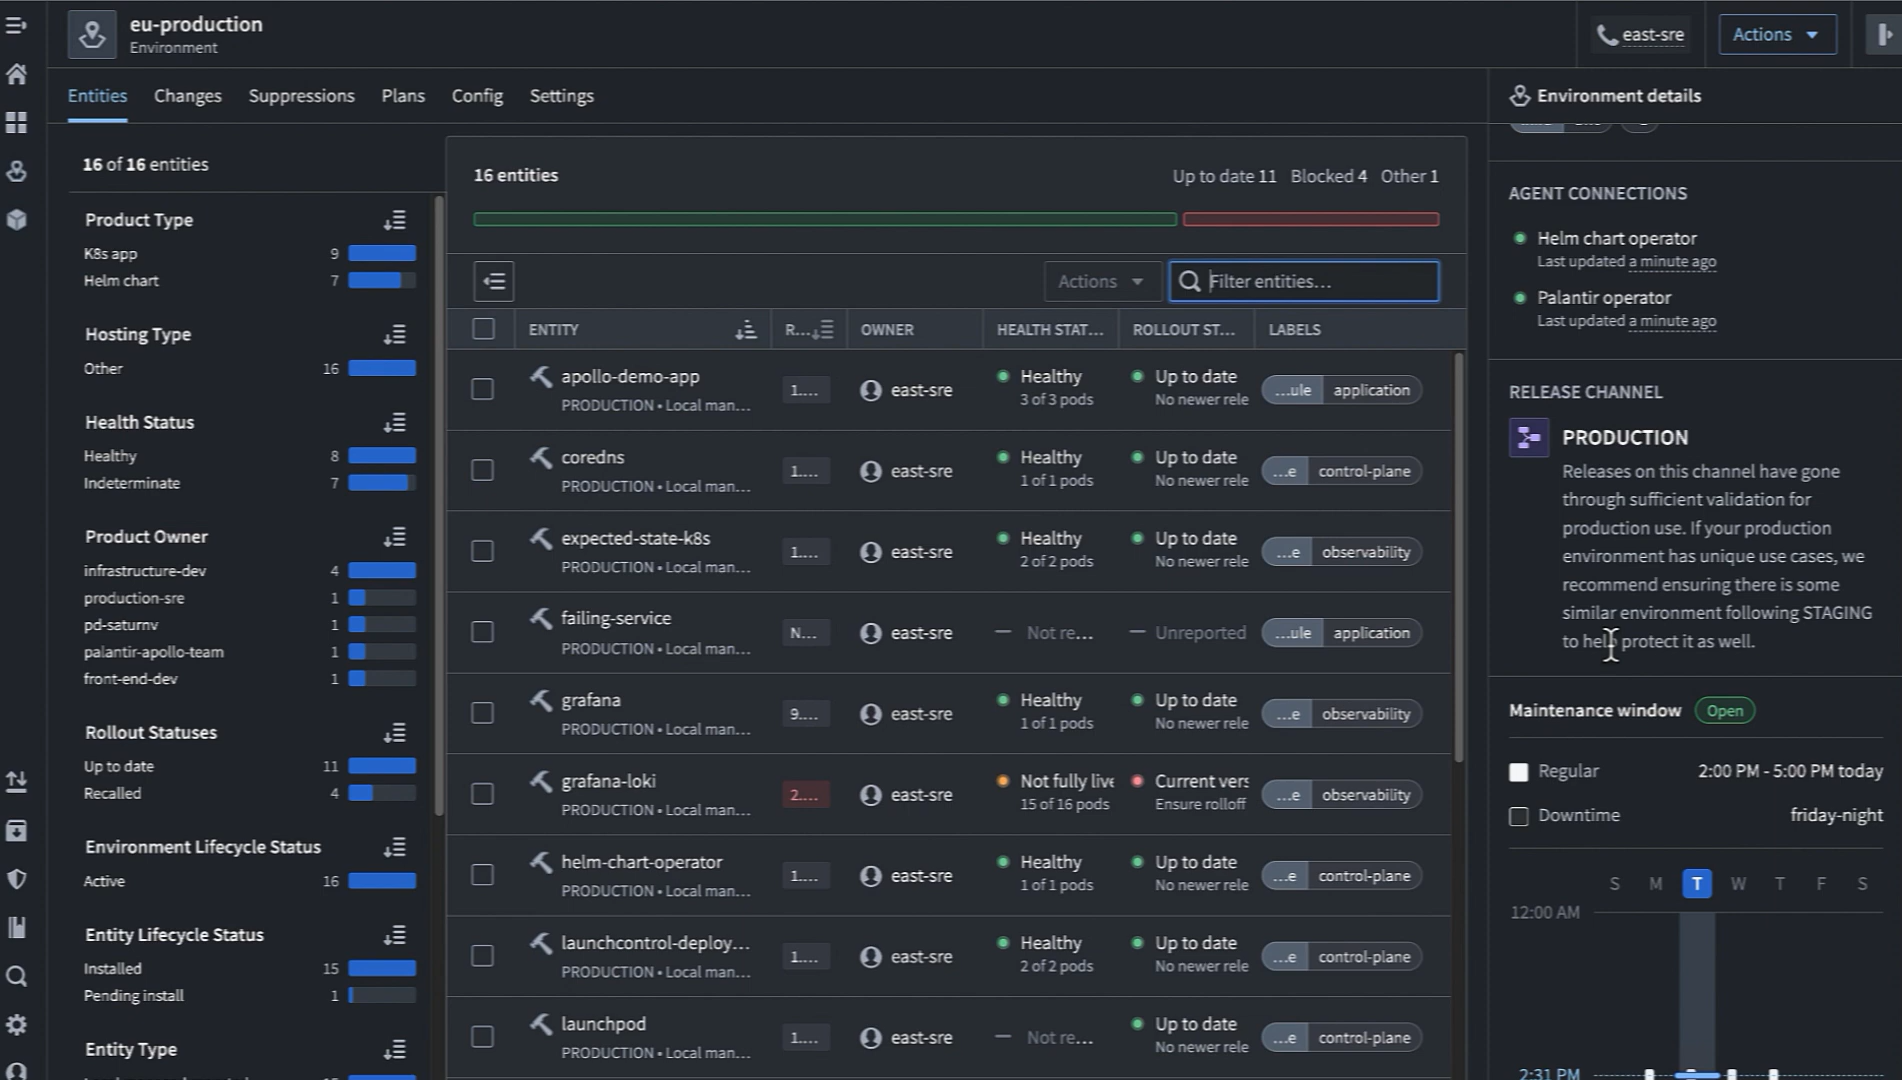 eu-production
Environment
east-sre
Actions
Entities
Changes
Suppressions
Plans
Config
Settings
16 of 16 entities
Product Type
K8s app 9
Helm chart 7
Hosting Type
Other 16
Health Status
Healthy 8
Indeterminate 7
Product Owner
infrastructure-dev 4
production-sre 1
pd-saturnv 1
palantir-apollo-team 1
front-end-dev 1
Rollout Statuses
Up to date 11
Recalled 4
Environment Lifecycle Status
Active 16
Entity Lifecycle Status
Installed 15
Pending install 1
Entity Type
16 entities
Up to date 11 Blocked 4 Other 1
Actions
Filter entities...
ENTITY R... OWNER HEALTH STAT... ROLLOUT ST... LABELS
apollo-demo-app 1.... east-sre Healthy Up to date ...ule application
PRODUCTION • Local man... 3 of 3 pods No newer rele
coredns 1.... east-sre Healthy Up to date ...e control-plane
PRODUCTION • Local man... 1 of 1 pods No newer rele
expected-state-k8s 1.... east-sre Healthy Up to date ...e observability
PRODUCTION • Local man... 2 of 2 pods No newer rele
failing-service N... east-sre — Not re... — Unreported ...ule application
PRODUCTION • Local man...
grafana 9.... east-sre Healthy Up to date ...e observability
PRODUCTION • Local man... 1 of 1 pods No newer rele
grafana-loki 2.... east-sre Not fully live Current vers ...e observability
PRODUCTION • Local man... 15 of 16 pods Ensure rolloff
helm-chart-operator 1.... east-sre Healthy Up to date ...e control-plane
PRODUCTION • Local man... 1 of 1 pods No newer rele
launchcontrol-deploy... 1.... east-sre Healthy Up to date ...e control-plane
PRODUCTION • Local man... 2 of 2 pods No newer rele
launchpod 1.... east-sre — Not re... Up to date ...e control-plane
PRODUCTION • Local man... No newer rele
Environment details
AGENT CONNECTIONS
Helm chart operator
Last updated a minute ago
Palantir operator
Last updated a minute ago
RELEASE CHANNEL
PRODUCTION
Releases on this channel have gone
through sufficient validation for
production use. If your production
environment has unique use cases, we
recommend ensuring there is some
similar environment following STAGING
to help protect it as well.
Maintenance window Open
Regular 2:00 PM - 5:00 PM today
Downtime friday-night
S M T W T F S
12:00 AM
2:31 PM